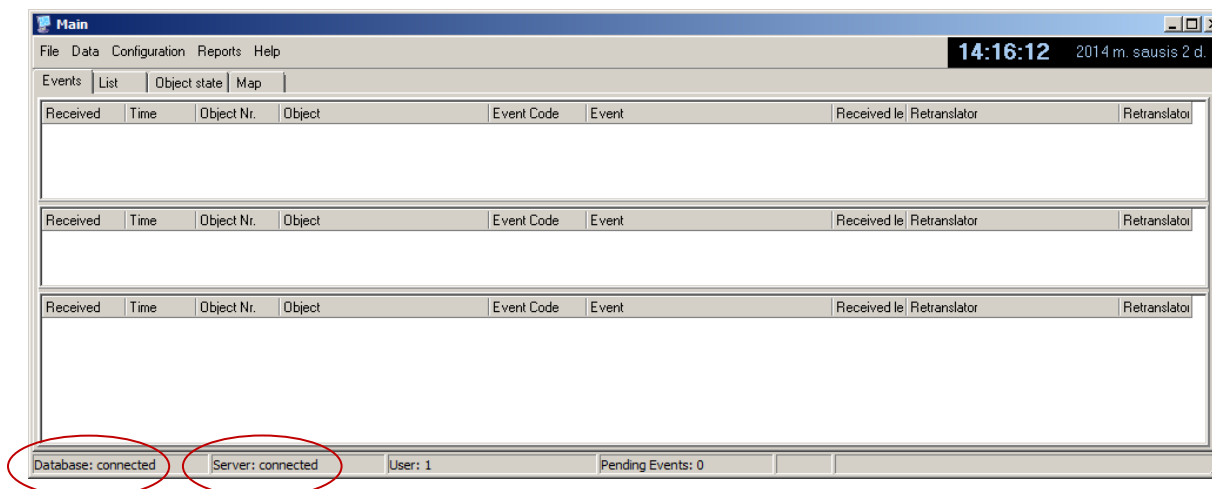 Main
File Data Configuration Reports Help 14:16:12 2014 m. sausis 2 d.
Events List Object state Map
Received Time Object Nr. Object Event Code Event Received le Retranslator Retranslator
Received Time Object Nr. Object Event Code Event Received le Retranslator Retranslator
Received Time Object Nr. Object Event Code Event Received le Retranslator Retranslator
Database: connected Server: connected User: 1 Pending Events: 0